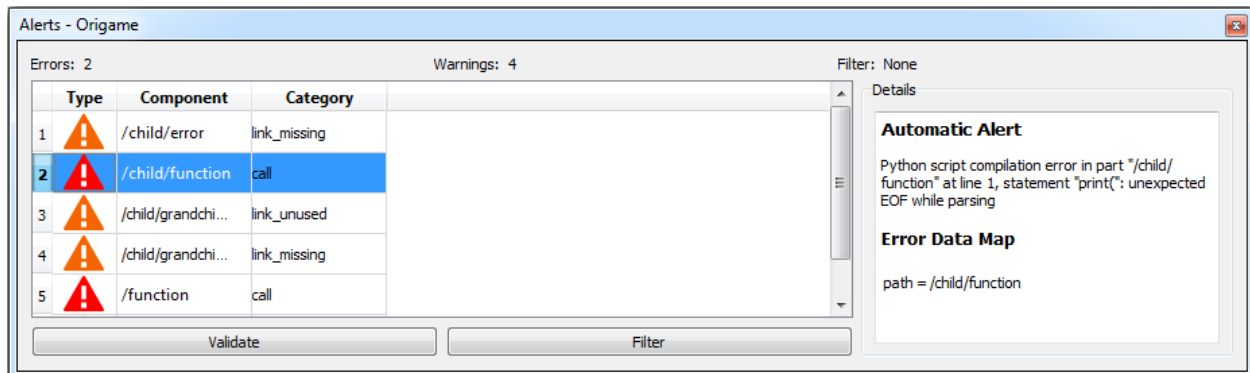 Alerts - Origame
Errors: 2 Warnings: 4 Filter: None
Type Component Category
1 /child/error link_missing
2 /child/function call
3 /child/grandchi... link_unused
4 /child/grandchi... link_missing
5 /function call
Validate Filter
Details
Automatic Alert
Python script compilation error in part "/child/
function" at line 1, statement "print(": unexpected
EOF while parsing
Error Data Map
path = /child/function